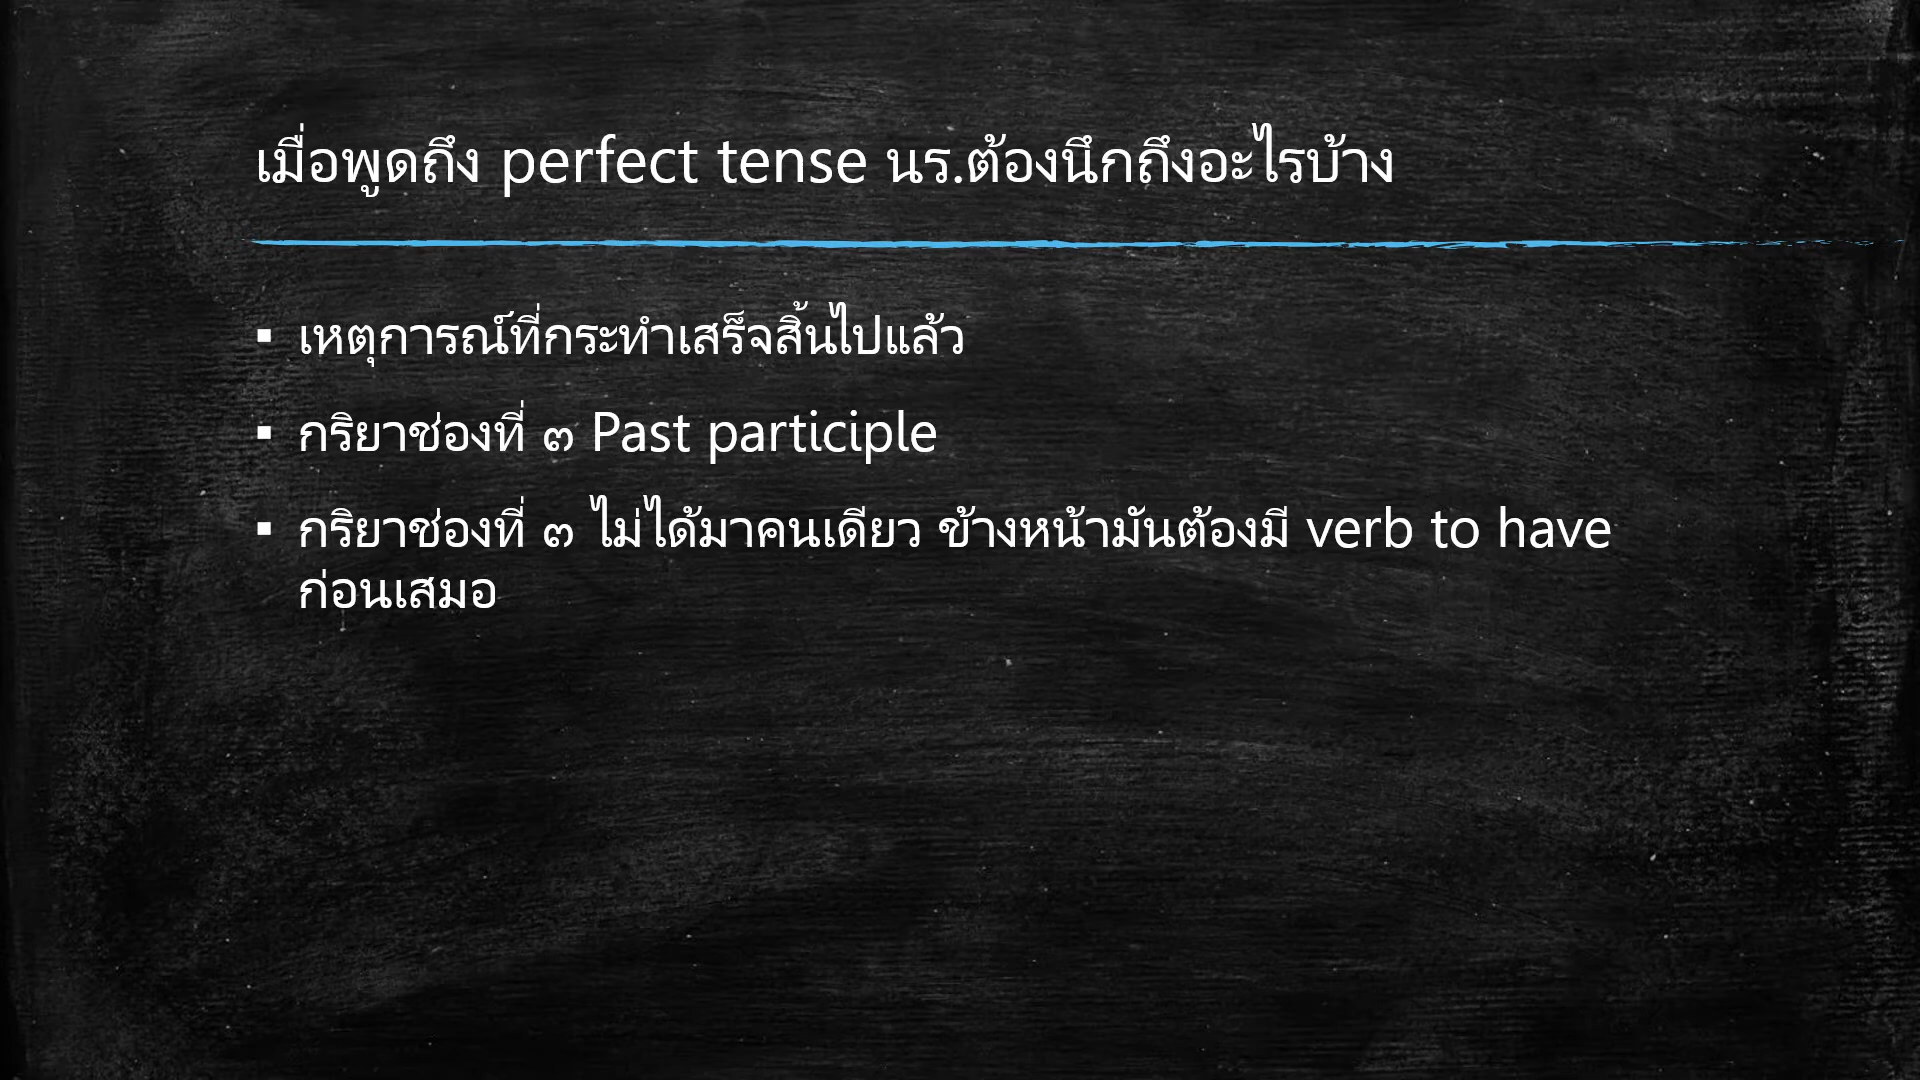 เมื่อพูดถึง perfect tense นร.ต้องนึกถึงอะไรบ้าง
▪ เหตุการณ์ที่กระทำเสร็จสิ้นไปแล้ว
▪ กริยาช่องที่ ๓ Past participle
▪ กริยาช่องที่ ๓ ไม่ได้มาคนเดียว ข้างหน้ามันต้องมี verb to have
ก่อนเสมอ